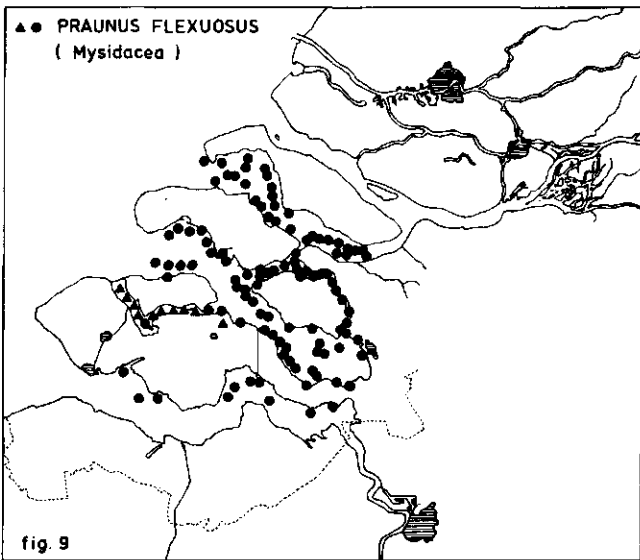 ▲● PRAUNUS FLEXUOSUS
( Mysidacea )
fig. 9